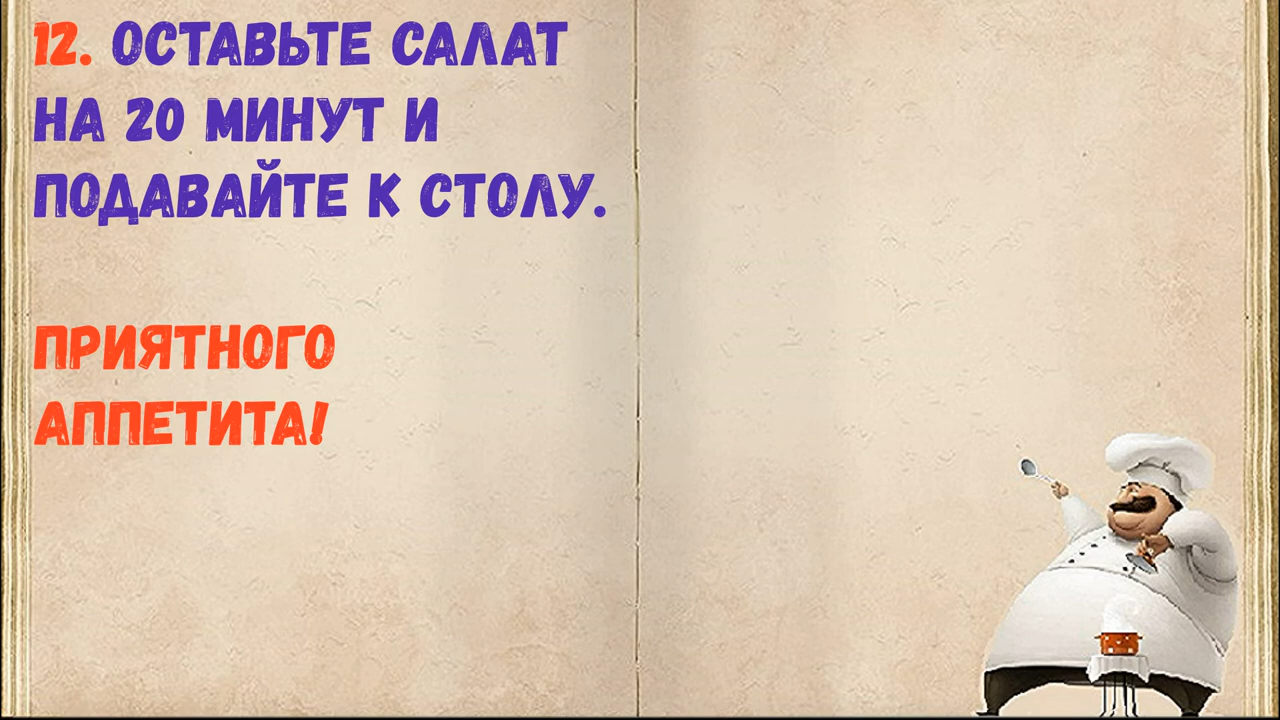 12. ОСТАВЬТЕ САЛАТ
НА 20 МИНУТ И
ПОДАВАЙТЕ К СТОЛУ.
ПРИЯТНОГО
АППЕТИТА!